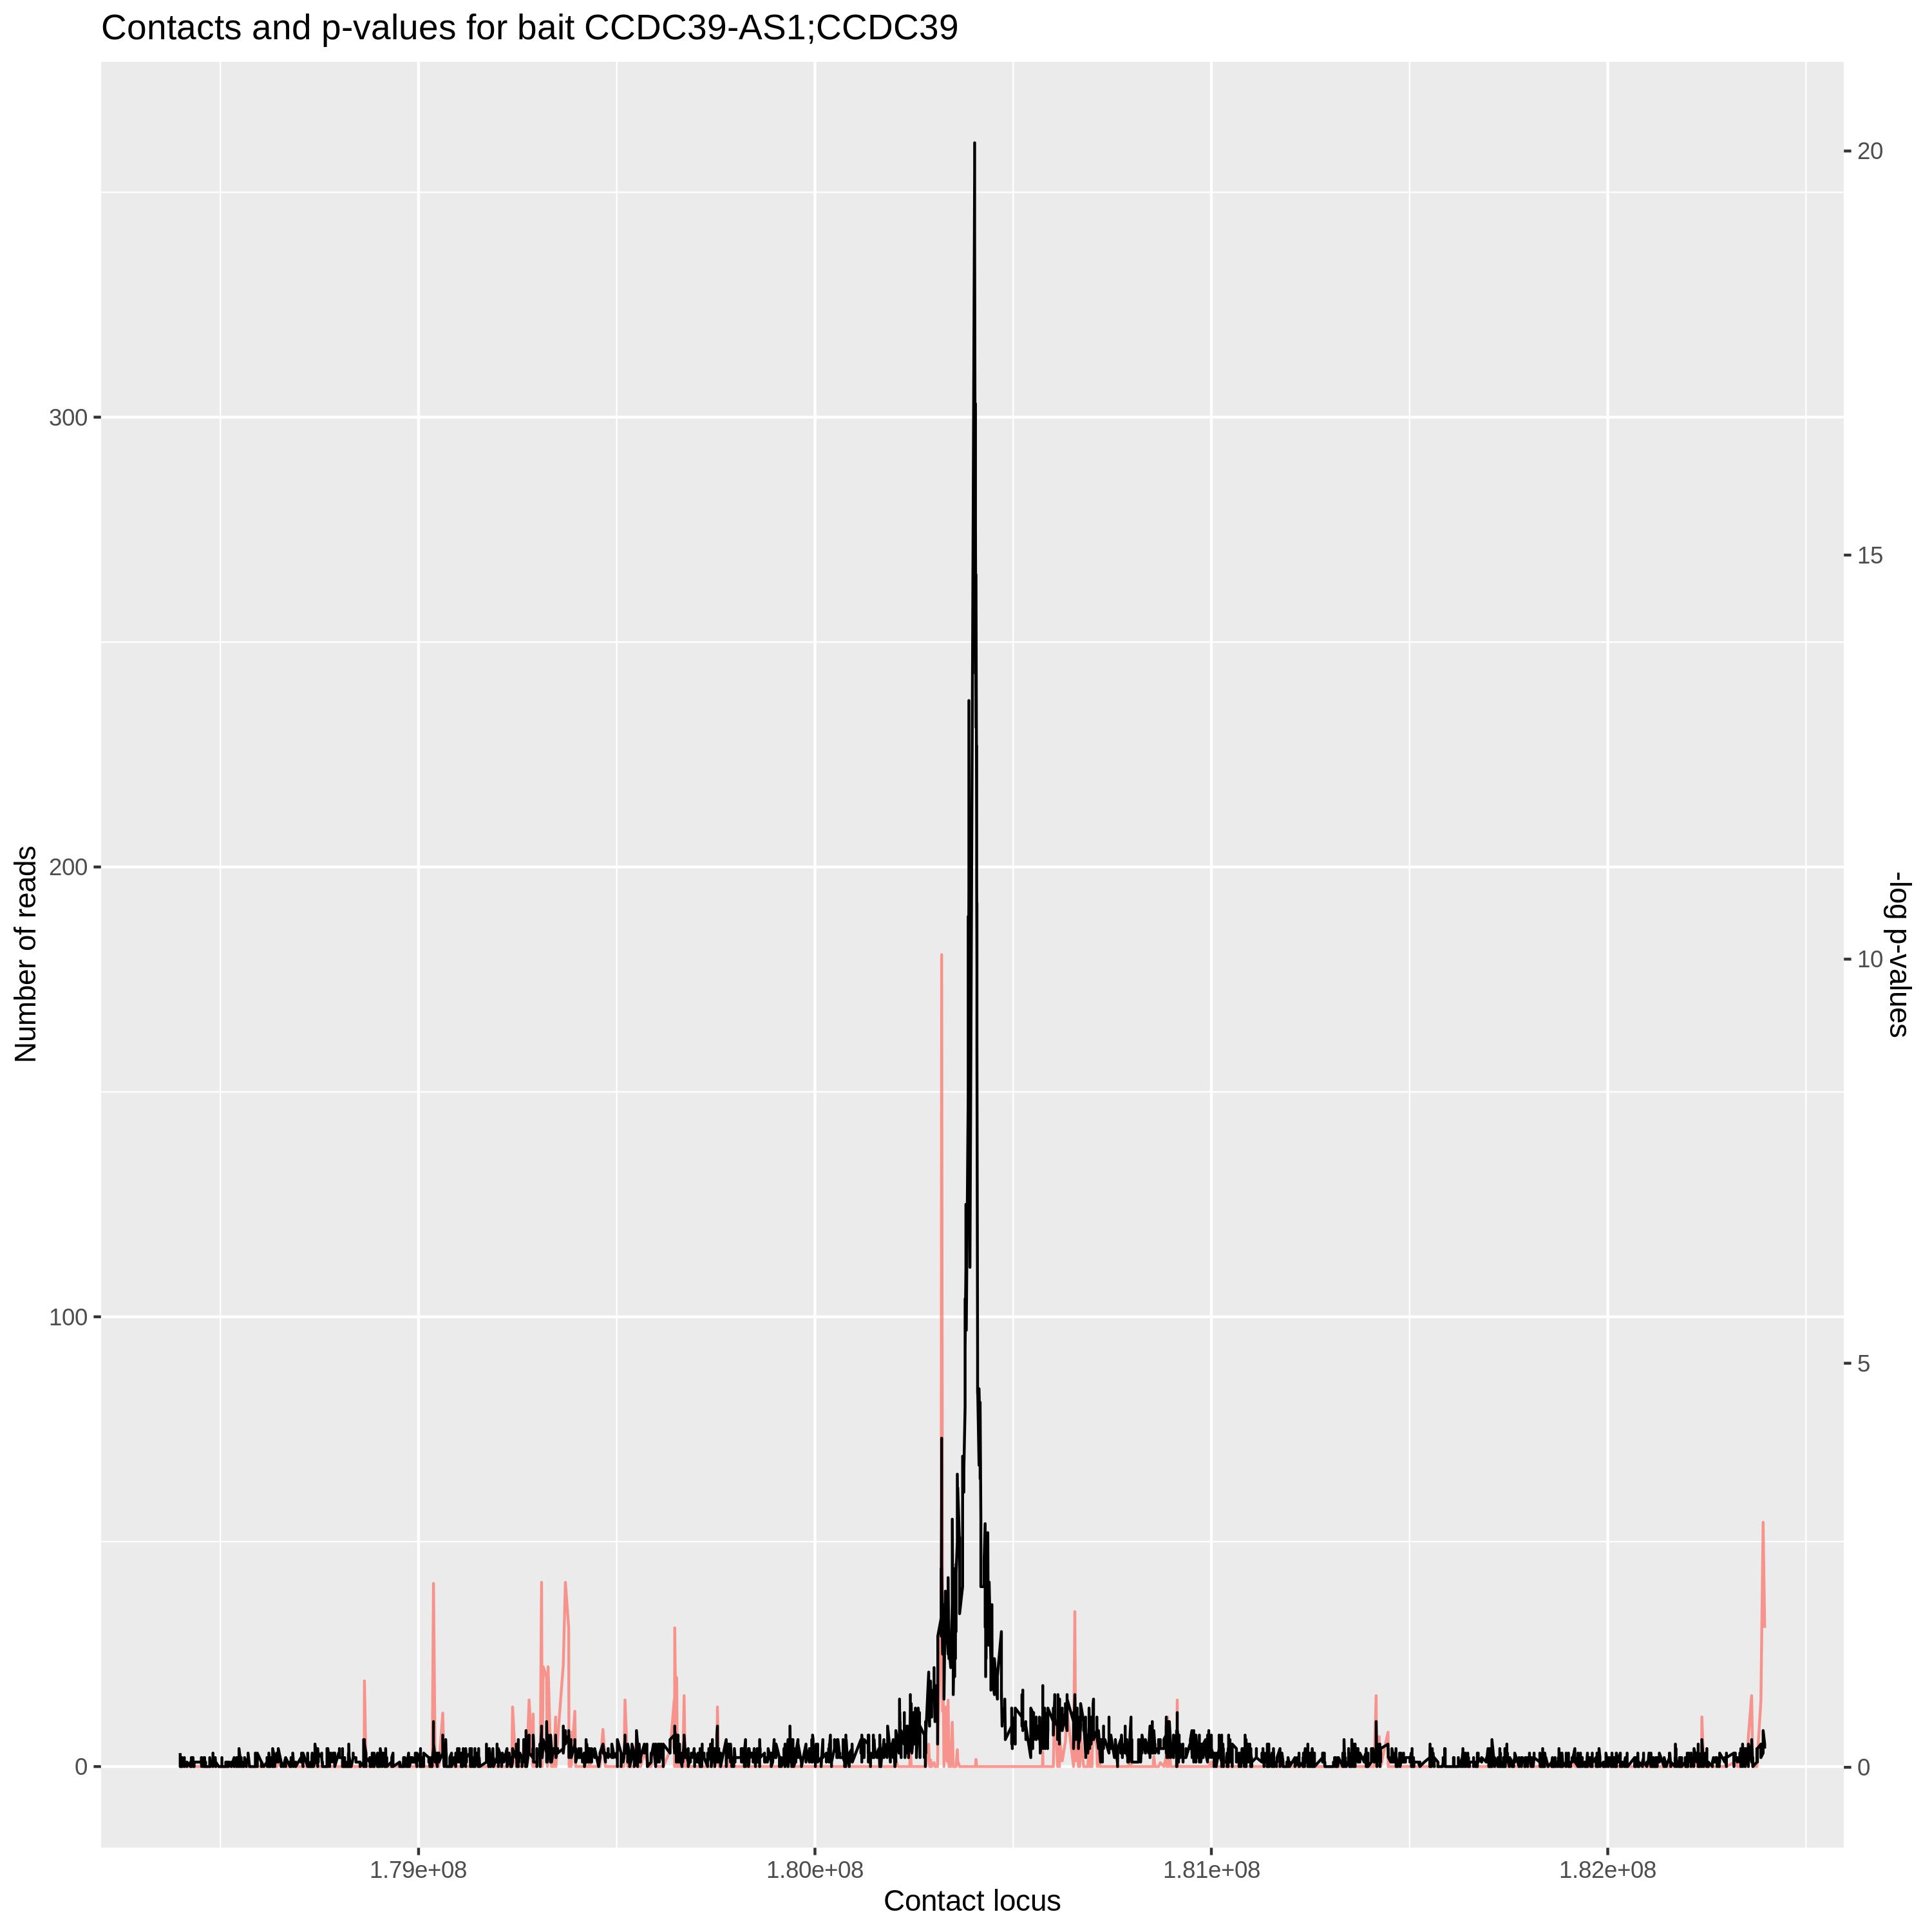 Contacts and p-values for bait CCDC39-AS1;CCDC39
Number of reads
300
200
100
0
20
15
10
5
0
-log p-values
1.79e+08
1.80e+08
1.81e+08
1.82e+08
Contact locus